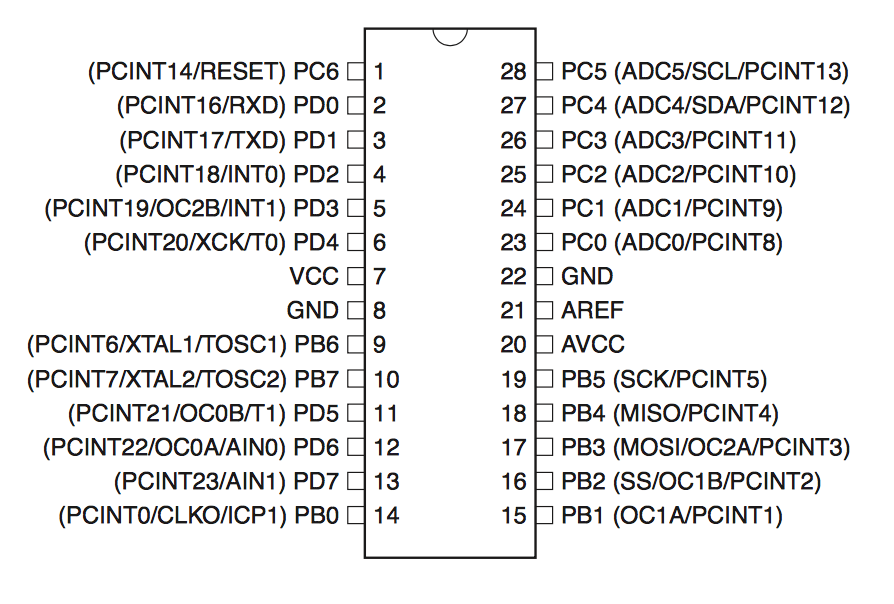 (PCINT14/RESET) PC6 1 28 PC5 (ADC5/SCL/PCINT13)
(PCINT16/RXD) PD0 2 27 PC4 (ADC4/SDA/PCINT12)
(PCINT17/TXD) PD1 3 26 PC3 (ADC3/PCINT11)
(PCINT18/INT0) PD2 4 25 PC2 (ADC2/PCINT10)
(PCINT19/OC2B/INT1) PD3 5 24 PC1 (ADC1/PCINT9)
(PCINT20/XCK/T0) PD4 6 23 PC0 (ADC0/PCINT8)
VCC 7 22 GND
GND 8 21 AREF
(PCINT6/XTAL1/TOSC1) PB6 9 20 AVCC
(PCINT7/XTAL2/TOSC2) PB7 10 19 PB5 (SCK/PCINT5)
(PCINT21/OC0B/T1) PD5 11 18 PB4 (MISO/PCINT4)
(PCINT22/OC0A/AIN0) PD6 12 17 PB3 (MOSI/OC2A/PCINT3)
(PCINT23/AIN1) PD7 13 16 PB2 (SS/OC1B/PCINT2)
(PCINT0/CLKO/ICP1) PB0 14 15 PB1 (OC1A/PCINT1)